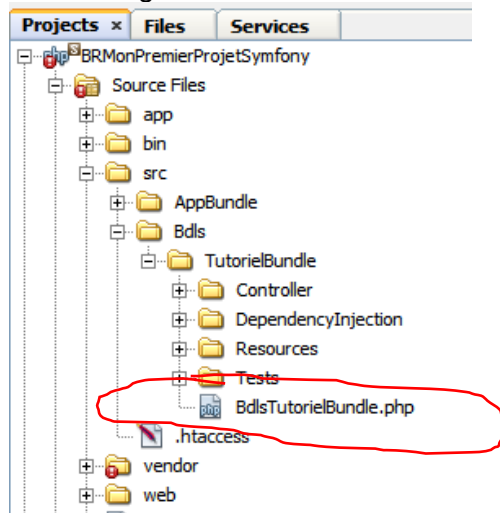 Projects × Files Services
BRMonPremierProjetSymfony
Source Files
app
bin
src
AppBundle
Bdls
TutorielBundle
Controller
DependencyInjection
Resources
Tests
php BdlsTutorielBundle.php
.htaccess
vendor
web